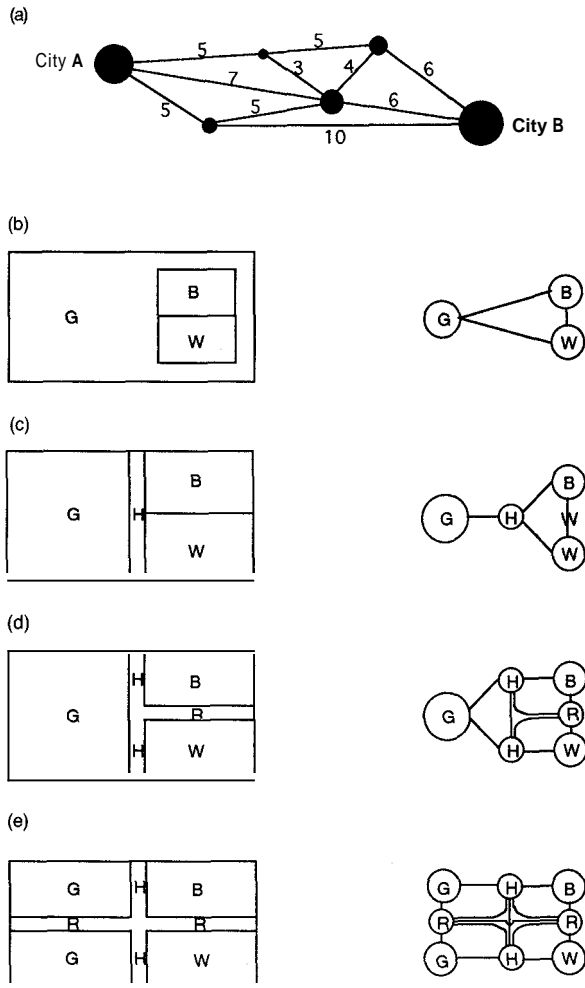 (a)
5 5
City A 3 4 6
7
5 5 6
City B
10
(b)
B B
G G
W W
(c)
B B
G H G H W
W W
(d)
H B H B
G R G R
H W H W
(e)
G H B G H B
R R R R
G H W G H W